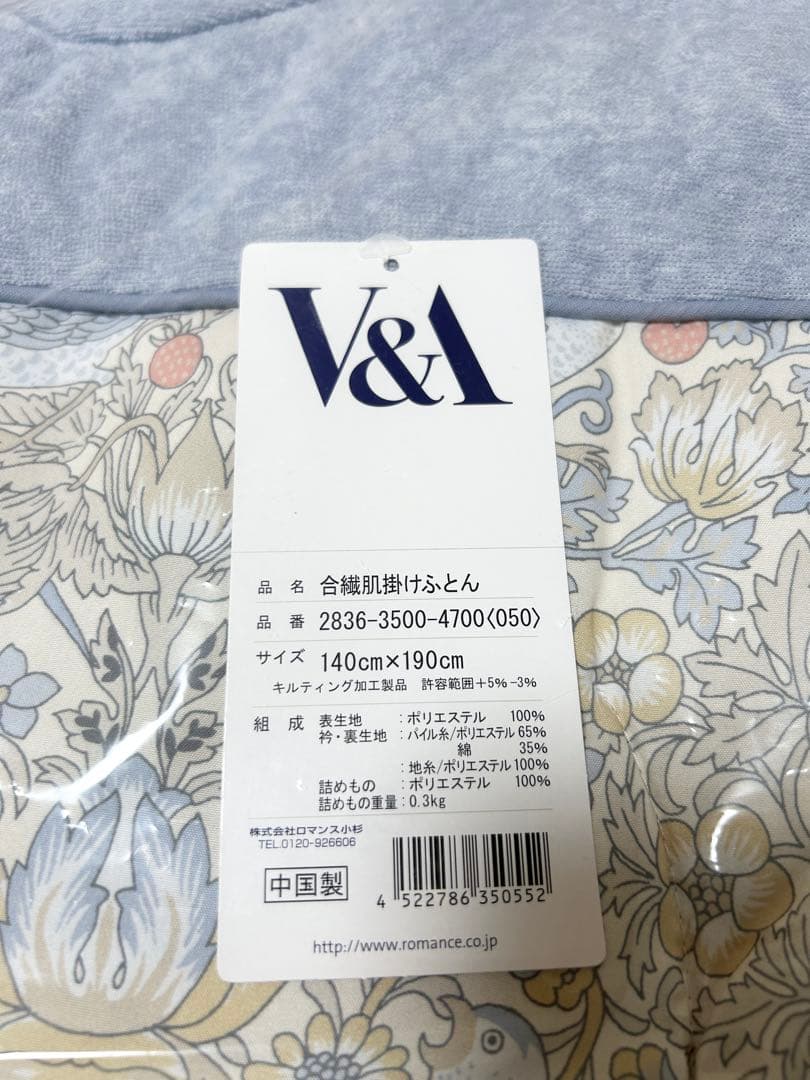 V&A
品 名 合繊肌掛けふとん
品 番 2836-3500-4700〈050〉
サイズ 140cm×190cm
キルティング加工製品 許容範囲+5%-3%
組 成 表生地 :ポリエステル 100%
衿・裏生地 :パイル糸/ポリエステル65%
綿 35%
:地糸/ポリエステル100%
詰めもの :ポリエステル 100%
詰めもの重量:0.3kg
株式会社ロマンス小杉
TEL.0120-926606
中国製
4 522786 350552
http://www.romance.co.jp